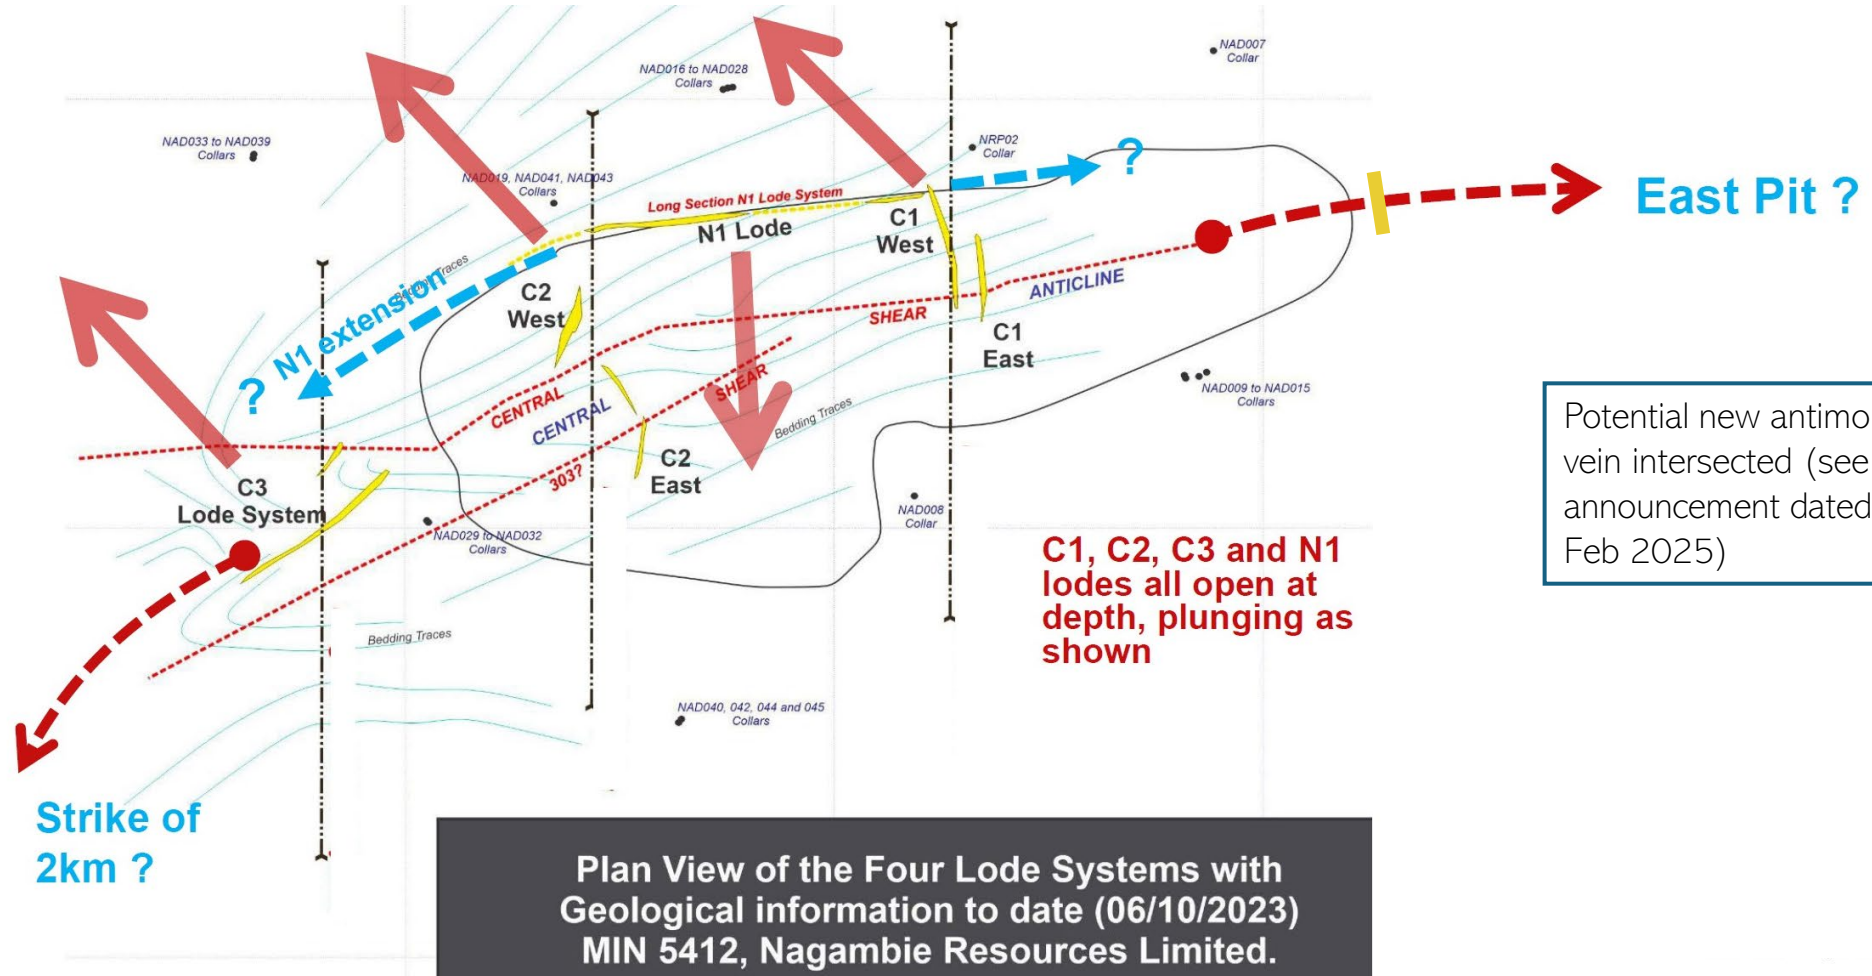 NAD007
Collar
NAD016 to NAD028
Collars
NAD033 to NAD039
Collars
NRP02
Collar
?
NAD019, NAD041, NAD043
Collars
Long Section N1 Lode System
N1 Lode
C1
West
East Pit ?
Bedding Traces
N1 extension
?
C2
West
ANTICLINE
SHEAR
C1
East
SHEAR
CENTRAL
CENTRAL
NAD009 to NAD015
Collars
Bedding Traces
303?
C2
East
C3
Lode System
NAD008
Collar
NAD029 to NAD032
Collars
Potential new antimo
vein intersected (see
announcement dated
Feb 2025)
C1, C2, C3 and N1
lodes all open at
depth, plunging as
shown
Bedding Traces
NAD040, 042, 044 and 045
Collars
Strike of
2km ?
Plan View of the Four Lode Systems with
Geological information to date (06/10/2023)
MIN 5412, Nagambie Resources Limited.